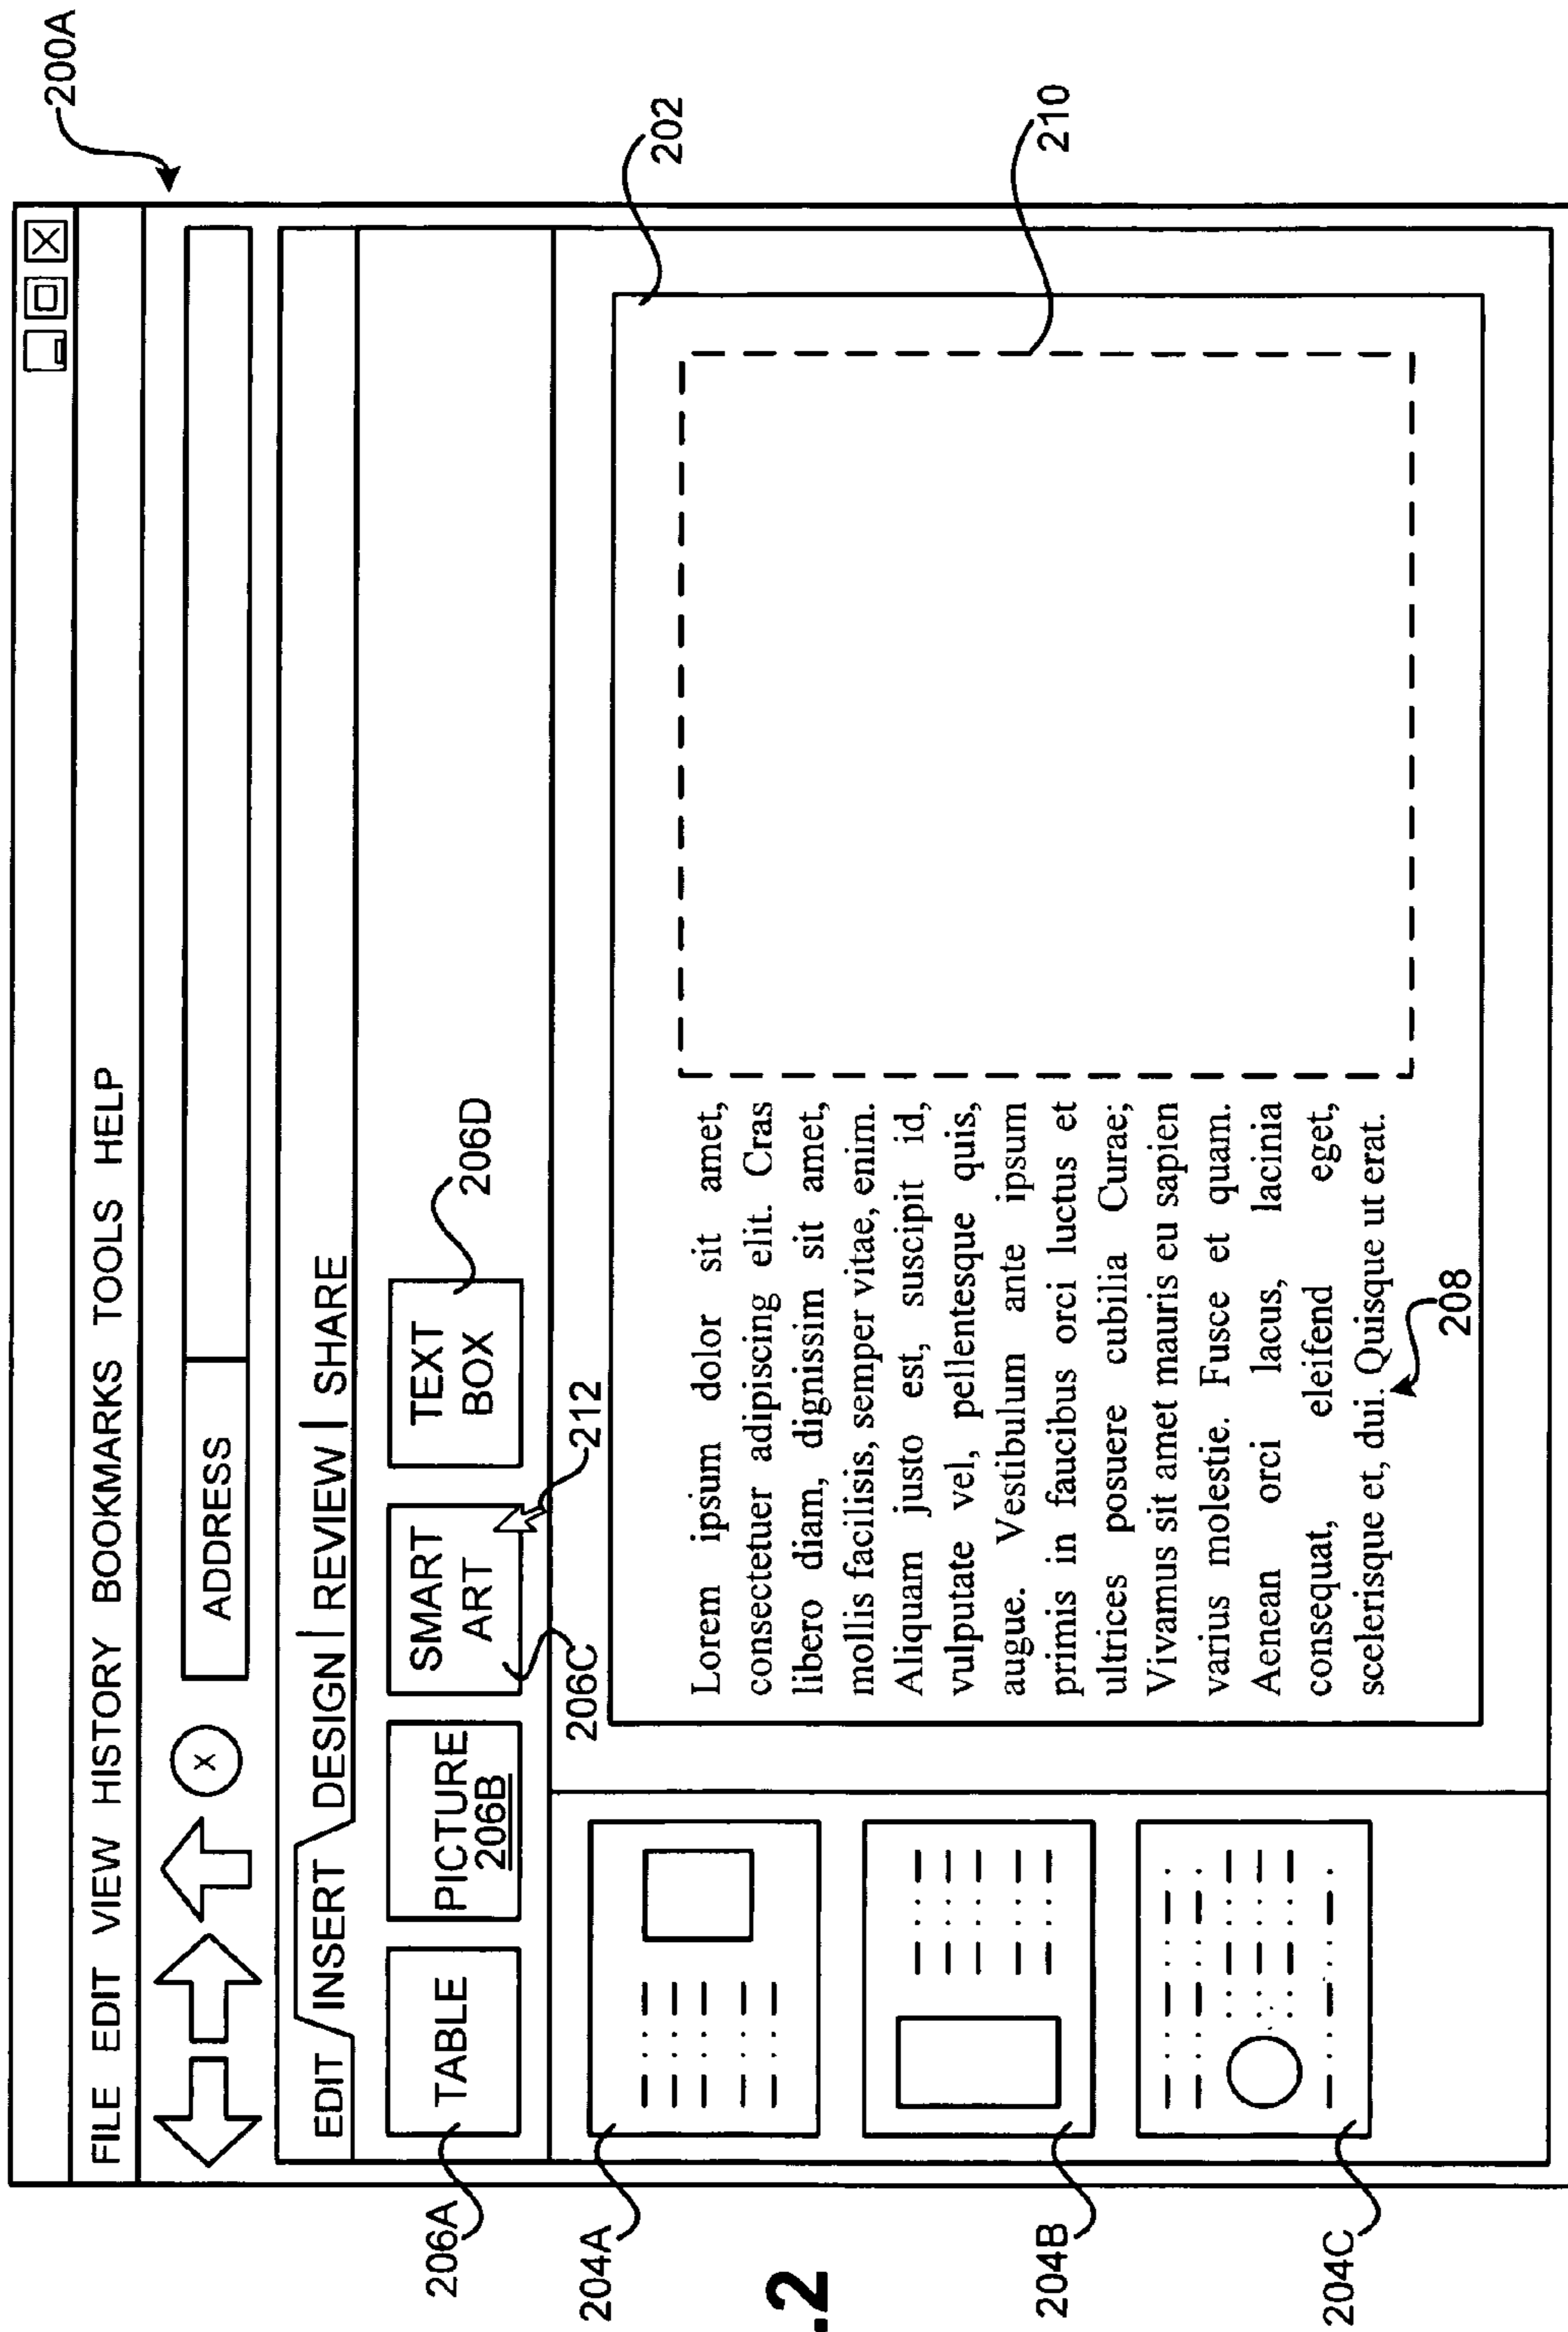 200A
FILE EDIT VIEW HISTORY BOOKMARKS TOOLS HELP
X
ADDRESS
EDIT INSERT DESIGN REVIEW SHARE
TABLE
PICTURE
206B
SMART
ART
TEXT
BOX
206A
206C
212
206D
202
204A
204B
204C
Lorem ipsum dolor sit amet,
consectetuer adipiscing elit. Cras
libero diam, dignissim sit amet,
mollis facilisis, semper vitae, enim.
Aliquam justo est, suscipit id,
vulputate vel, pellentesque quis,
augue. Vestibulum ante ipsum
primis in faucibus orci luctus et
ultrices posuere cubilia Curae;
Vivamus sit amet mauris eu sapien
varius molestie. Fusce et quam.
Aenean orci lacus, lacinia
consequat, eleifend eget,
scelerisque et, dui. Quisque ut erat.
208
210
.2